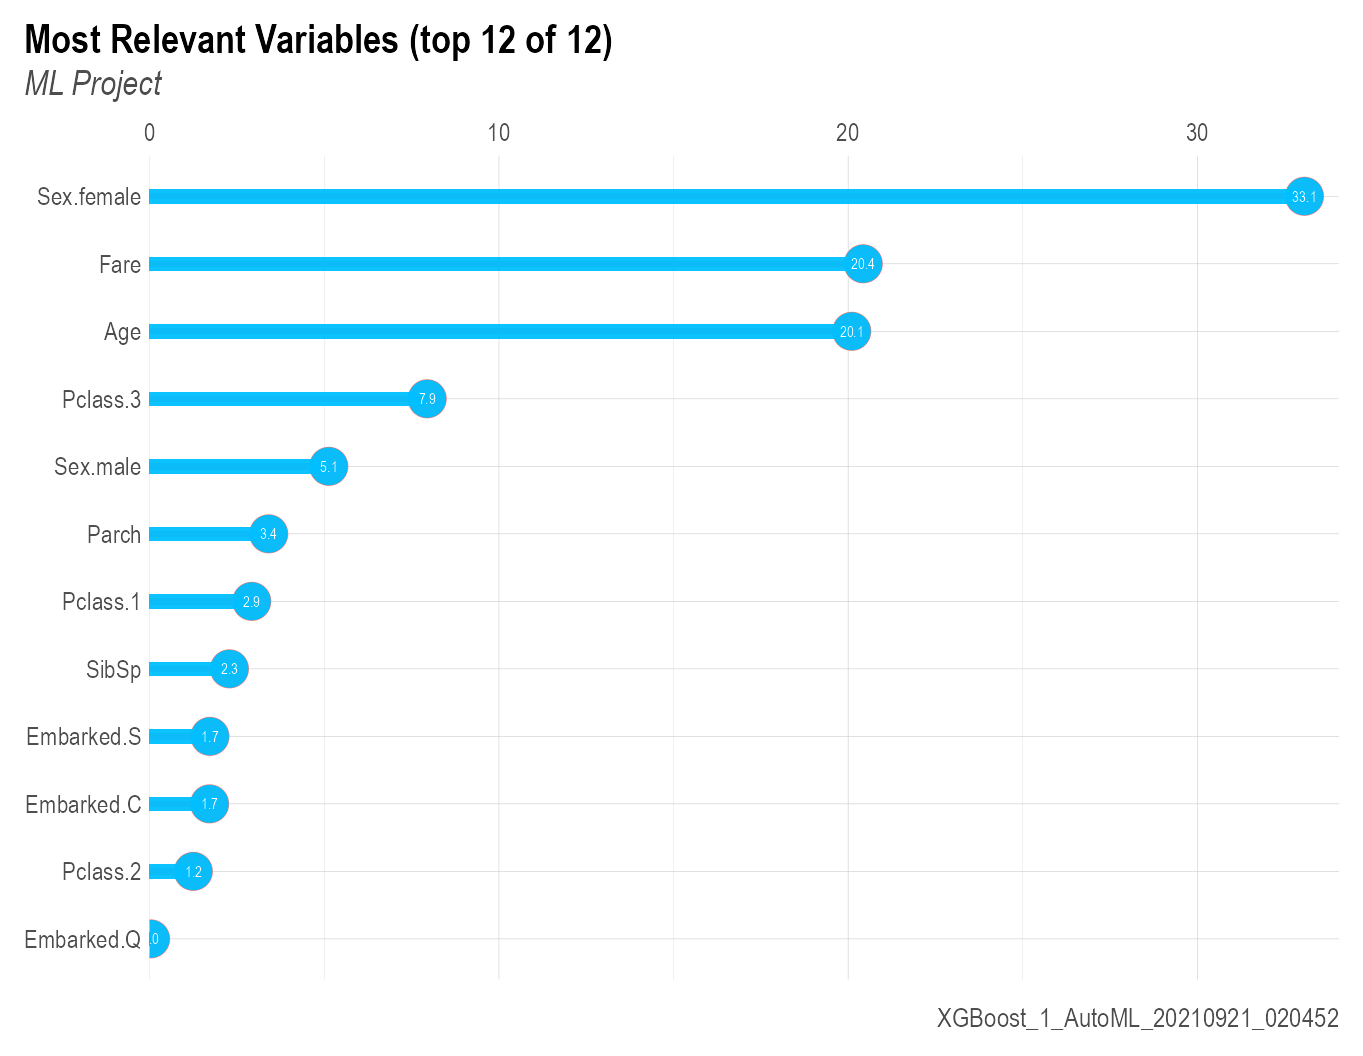 Most Relevant Variables (top 12 of 12)
ML Project
0 10 20 30
Sex.female 33.1
Fare 20.4
Age 20.1
Pclass.3 7.9
Sex.male 5.1
Parch 3.4
Pclass.1 2.9
SibSp 2.3
Embarked.S 1.7
Embarked.C 1.7
Pclass.2 1.2
Embarked.Q .0
XGBoost_1_AutoML_20210921_020452